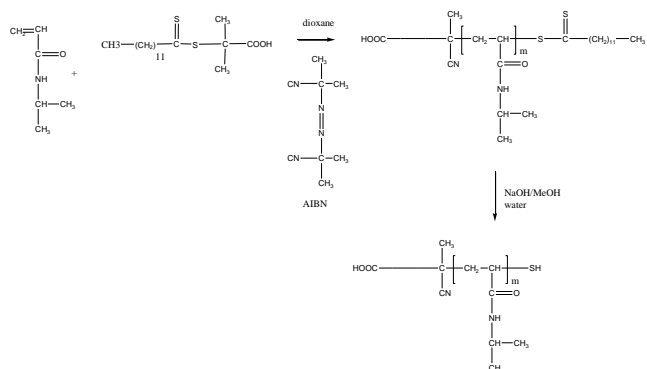 CH₂ CH
C O
NH
CH CH₃
CH₃
+
CH3 (CH₂) C S C COOH
11
S
CH₃
CH₃
dioxane
CH₃
CN C CH₃
N
N
CN C CH₃
CH₃
AIBN
HOOC C CH₂ CH S C (CH₂)₁₁ CH₃
CH₃
S
CN
m
C O
NH
CH CH₃
CH₃
NaOH/MeOH
water
CH₃
HOOC C CH₂ CH SH
CN
m
C O
NH
CH CH₃